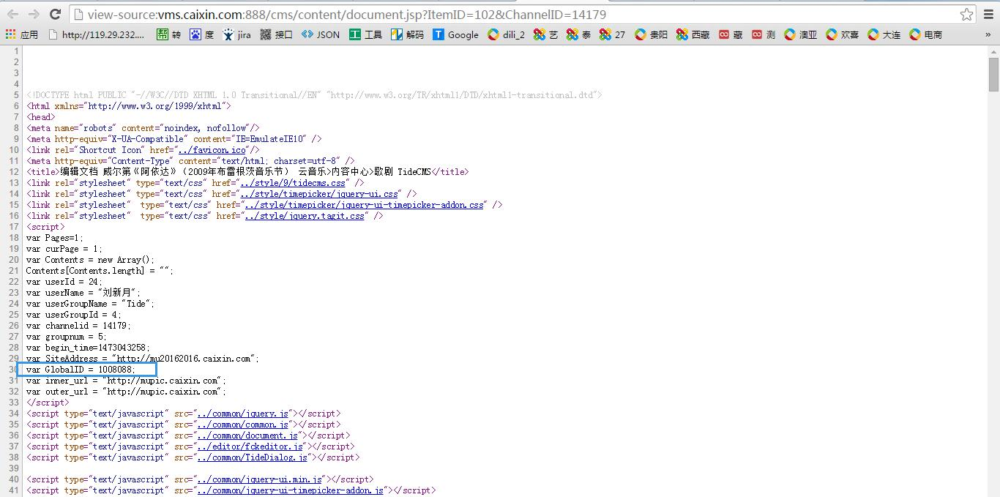 view-source:vms.caixin.com:888/cms/content/document.jsp?ItemID=102&ChannelID=14179
应用 http://119.29.232.... 帮 转 度 jira 接口 JSON 工具 解码 T Google dili_2 艺 泰 27 贵阳 西藏 藏 测 澳亚 欢喜 大连 电商 »
1
2
3
4
5 <!DOCTYPE html PUBLIC "-//W3C//DTD XHTML 1.0 Transitional//EN" "http://www.w3.org/TR/xhtml1/DTD/xhtml1-transitional.dtd">
6 <html xmlns="http://www.w3.org/1999/xhtml">
7 <head>
8 <meta name="robots" content="noindex, nofollow"/>
9 <meta http-equiv="X-UA-Compatible" content="IE=EmulateIE10" />
10 <link rel="Shortcut Icon" href="../favicon.ico"/>
11 <meta http-equiv="Content-Type" content="text/html; charset=utf-8" />
12 <title>编辑文档 威尔第《阿依达》（2009年布雷根茨音乐节） 云音乐>内容中心>歌剧 TideCMS</title>
13 <link rel="stylesheet" type="text/css" href="../style/9/tidecms.css" />
14 <link rel="stylesheet" type="text/css" href="../style/timepicker/jquery-ui.css" />
15 <link rel="stylesheet"  type="text/css" href="../style/timepicker/jquery-ui-timepicker-addon.css" />
16 <link rel="stylesheet"  type="text/css" href="../style/jquery.tagit.css" />
17 <script>
18 var Pages=1;
19 var curPage = 1;
20 var Contents = new Array();
21 Contents[Contents.length] = "";
22 var userId = 24;
23 var userName = "刘新月";
24 var userGroupName = "Tide";
25 var userGroupId = 4;
26 var channelid = 14179;
27 var groupnum = 5;
28 var begin_time=1473043258;
29 var SiteAddress = "http://mu20162016.caixin.com";
30 var GlobalID = 1008088;
31 var inner_url = "http://mupic.caixin.com";
32 var outer_url = "http://mupic.caixin.com";
33 </script>
34 <script type="text/javascript" src="../common/jquery.js"></script>
35 <script type="text/javascript" src="../common/common.js"></script>
36 <script type="text/javascript" src="../common/document.js"></script>
37 <script type="text/javascript" src="../editor/fckeditor.js"></script>
38 <script type="text/javascript" src="../common/TideDialog.js"></script>
39
40 <script type="text/javascript" src="../common/jquery-ui.min.js"></script>
41 <script type="text/javascript" src="../common/jquery-ui-timepicker-addon.js"></script>